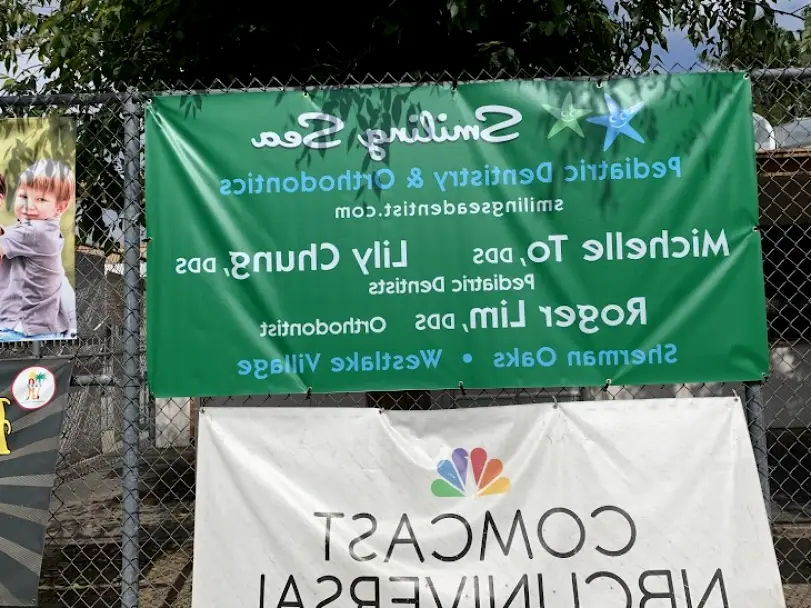 Smiling Sea
Pediatric Dentistry & Orthodontics
smilingseadentist.com
Michelle To, DDS Lily Chung, DDS
Pediatric Dentists
Roger Lim, DDS Orthodontist
Sherman Oaks • Westlake Village
COMCAST
NBCUNIVERSAL